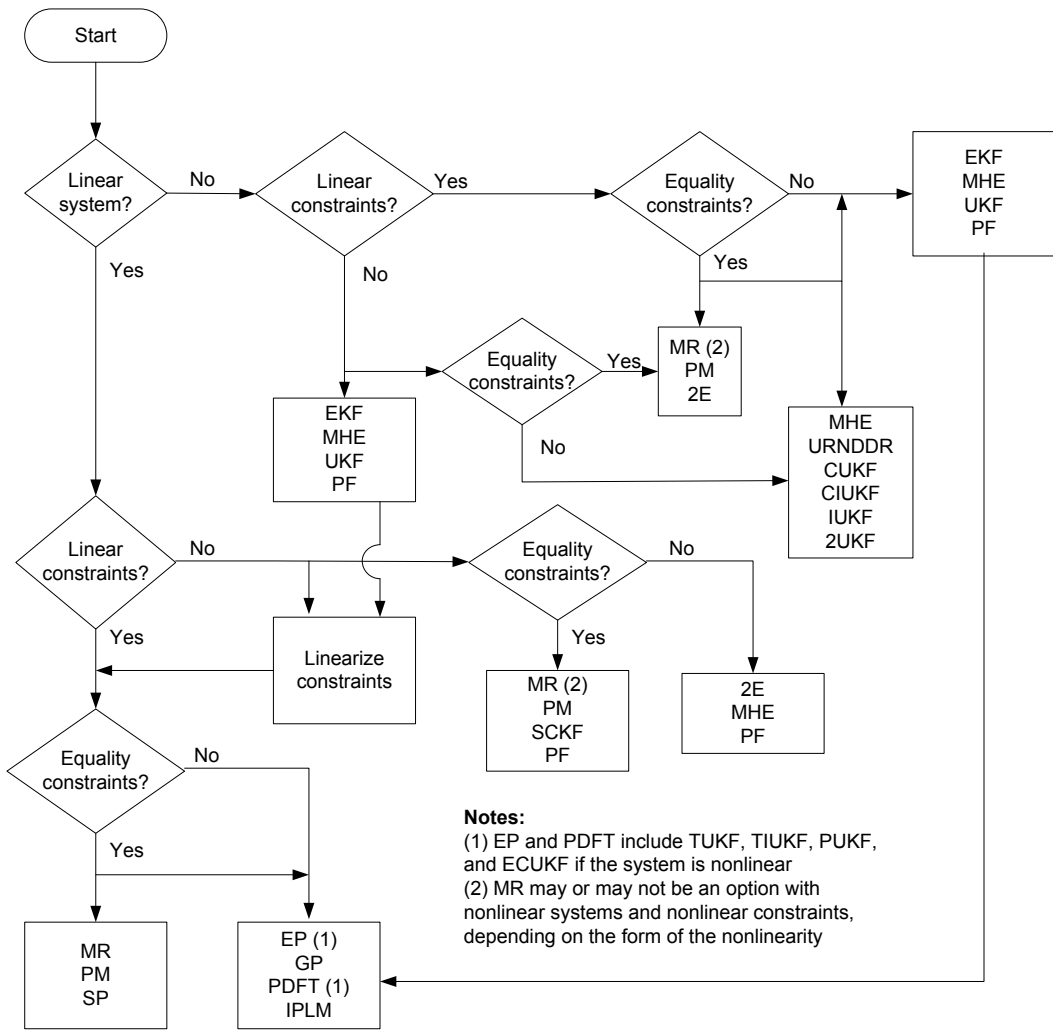 Start
Linear
system?
No
Linear
constraints?
Yes
Equality
constraints?
No
EKF
MHE
UKF
PF
Yes
No
Yes
Equality
constraints?
Yes
MR (2)
PM
2E
EKF
MHE
UKF
PF
No
MHE
URNDDR
CUKF
CIUKF
IUKF
2UKF
Linear
constraints?
No
Equality
constraints?
No
Yes
Linearize
constraints
Yes
MR (2)
PM
SCKF
PF
2E
MHE
PF
Equality
constraints?
No
Yes
Notes:
(1) EP and PDFT include TUKF, TIUKF, PUKF,
and ECUKF if the system is nonlinear
(2) MR may or may not be an option with
nonlinear systems and nonlinear constraints,
depending on the form of the nonlinearity
MR
PM
SP
EP (1)
GP
PDFT (1)
IPLM